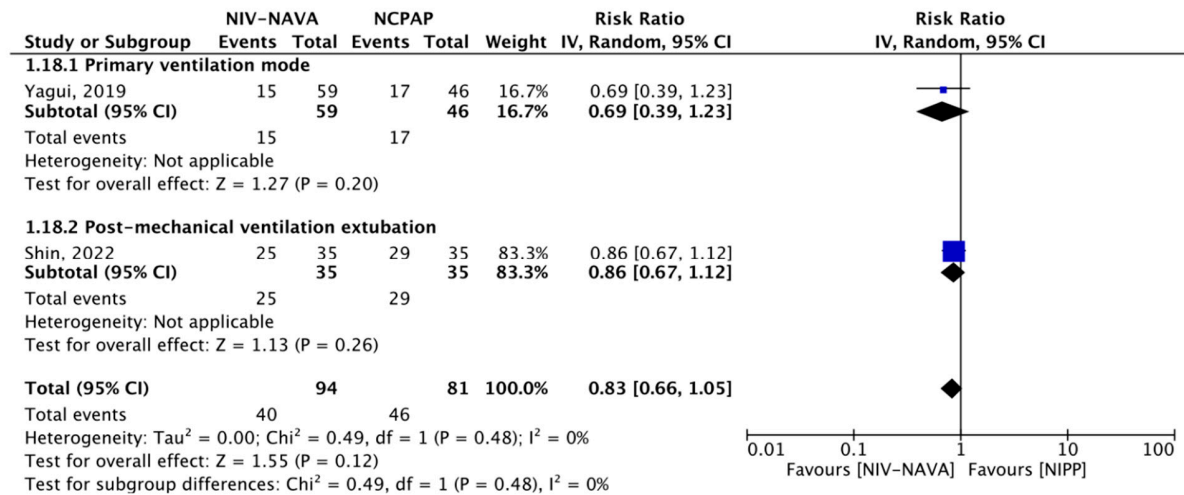 NIV-NAVA NCPAP Risk Ratio Risk Ratio
Study or Subgroup Events Total Events Total Weight IV, Random, 95% CI IV, Random, 95% CI
1.18.1 Primary ventilation mode
Yagui, 2019 15 59 17 46 16.7% 0.69 [0.39, 1.23]
Subtotal (95% CI) 59 46 16.7% 0.69 [0.39, 1.23]
Total events 15 17
Heterogeneity: Not applicable
Test for overall effect: Z = 1.27 (P = 0.20)
1.18.2 Post-mechanical ventilation extubation
Shin, 2022 25 35 29 35 83.3% 0.86 [0.67, 1.12]
Subtotal (95% CI) 35 35 83.3% 0.86 [0.67, 1.12]
Total events 25 29
Heterogeneity: Not applicable
Test for overall effect: Z = 1.13 (P = 0.26)
Total (95% CI) 94 81 100.0% 0.83 [0.66, 1.05]
Total events 40 46
Heterogeneity: Tau² = 0.00; Chi² = 0.49, df = 1 (P = 0.48); I² = 0%
Test for overall effect: Z = 1.55 (P = 0.12)
Test for subgroup differences: Chi² = 0.49, df = 1 (P = 0.48), I² = 0%
0.01 0.1 1 10 100
Favours [NIV-NAVA] Favours [NIPP]